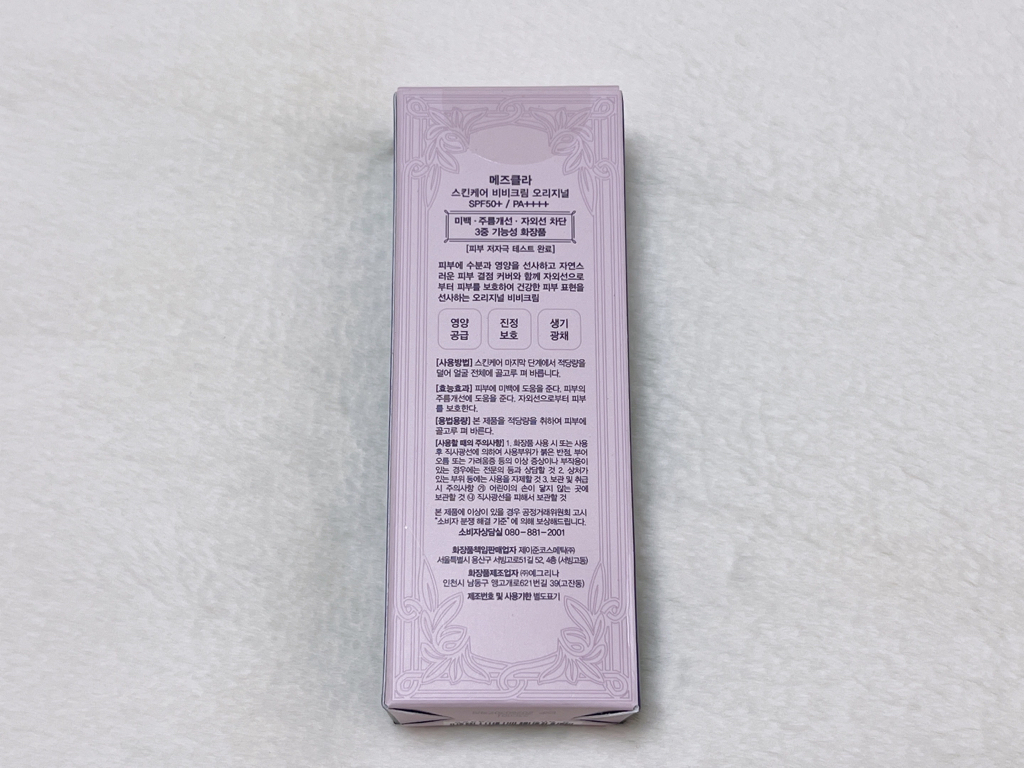 메즈클라
스킨케어 비비크림 오리지널
SPF50+ / PA++++
미백 · 주름개선 · 자외선 차단
3중 기능성 화장품
[피부 저자극 테스트 완료]
피부에 수분과 영양을 선사하고 자연스
러운 피부 결점 커버와 함께 자외선으로
부터 피부를 보호하여 건강한 피부 표현을
선사하는 오리지널 비비크림
영양 진정 생기
공급 보호 광채
[사용방법] 스킨케어 마지막 단계에서 적당량을
덜어 얼굴 전체에 골고루 펴 바릅니다.
[효능효과] 피부에 미백에 도움을 준다. 피부의
주름개선에 도움을 준다. 자외선으로부터 피부
를 보호한다.
[용법용량] 본 제품을 적당량을 취하여 피부에
골고루 펴 바른다.
[사용할 때의 주의사항] 1. 화장품 사용 시 또는 사용
후 직사광선에 의하여 사용부위가 붉은 반점, 부어
오름 또는 가려움증 등의 이상 증상이나 부작용이
있는 경우에는 전문의 등과 상담할 것 2. 상처가
있는 부위 등에는 사용을 자제할 것 3. 보관 및 취급
시 주의사항 ㉮ 어린이의 손이 닿지 않는 곳에
보관할 것 ㉯ 직사광선을 피해서 보관할 것
본 제품에 이상이 있을 경우 공정거래위원회 고시
"소비자 분쟁 해결 기준"에 의해 보상해드립니다.
소비자상담실 080-881-2001
화장품책임판매업자 제이준코스메틱㈜
서울특별시 용산구 서빙고로51길 52, 4층 (서빙고동)
화장품제조업자 ㈜에그리나
인천시 남동구 앵고개로621번길 39(고잔동)
제조번호 및 사용기한 별도표기